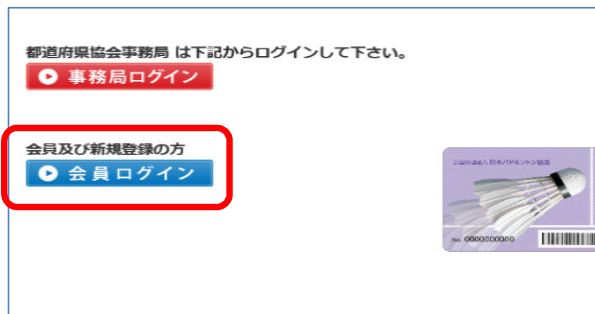 都道府県協会事務局 は下記からログインして下さい。
事務局ログイン
会員及び新規登録の方
会員ログイン
公益財団法人 日本バドミントン協会
No. 0000000000